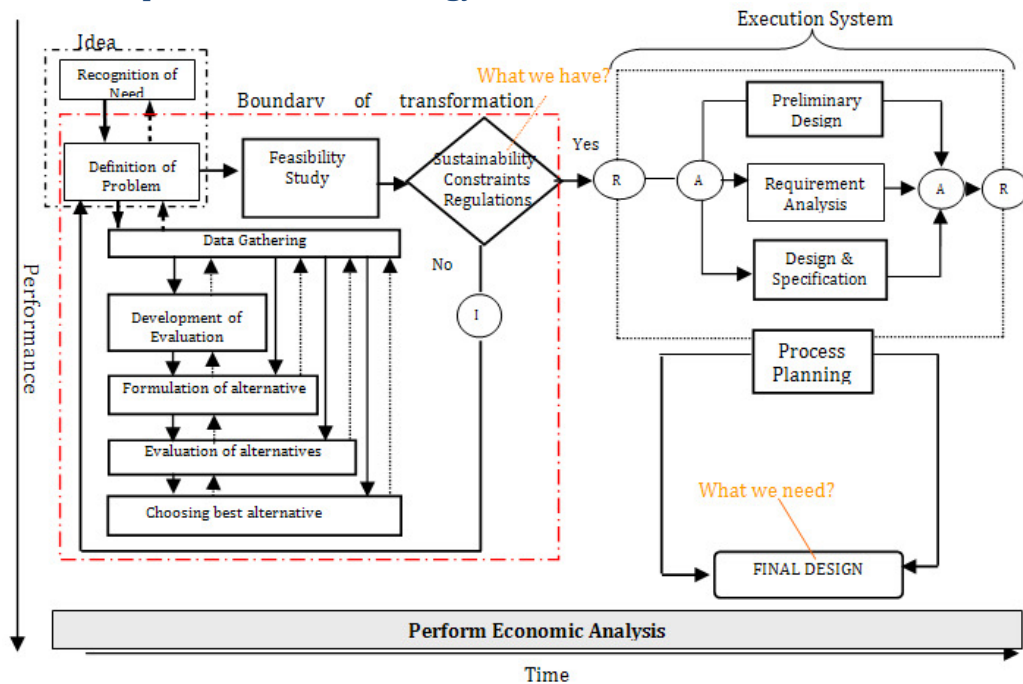 Execution System
Idea
Recognition of
Need
What we have?
Boundary of transformation
Preliminary
Design
Yes
Definition of
Problem
Feasibility
Study
Sustainability
Constraints
Regulations
R
A
Requirement
Analysis
A
R
Data Gathering
No
Design &
Specification
Performance
Development of
Evaluation
I
Process
Planning
Formulation of alternative
Evaluation of alternatives
What we need?
Choosing best alternative
FINAL DESIGN
Perform Economic Analysis
Time